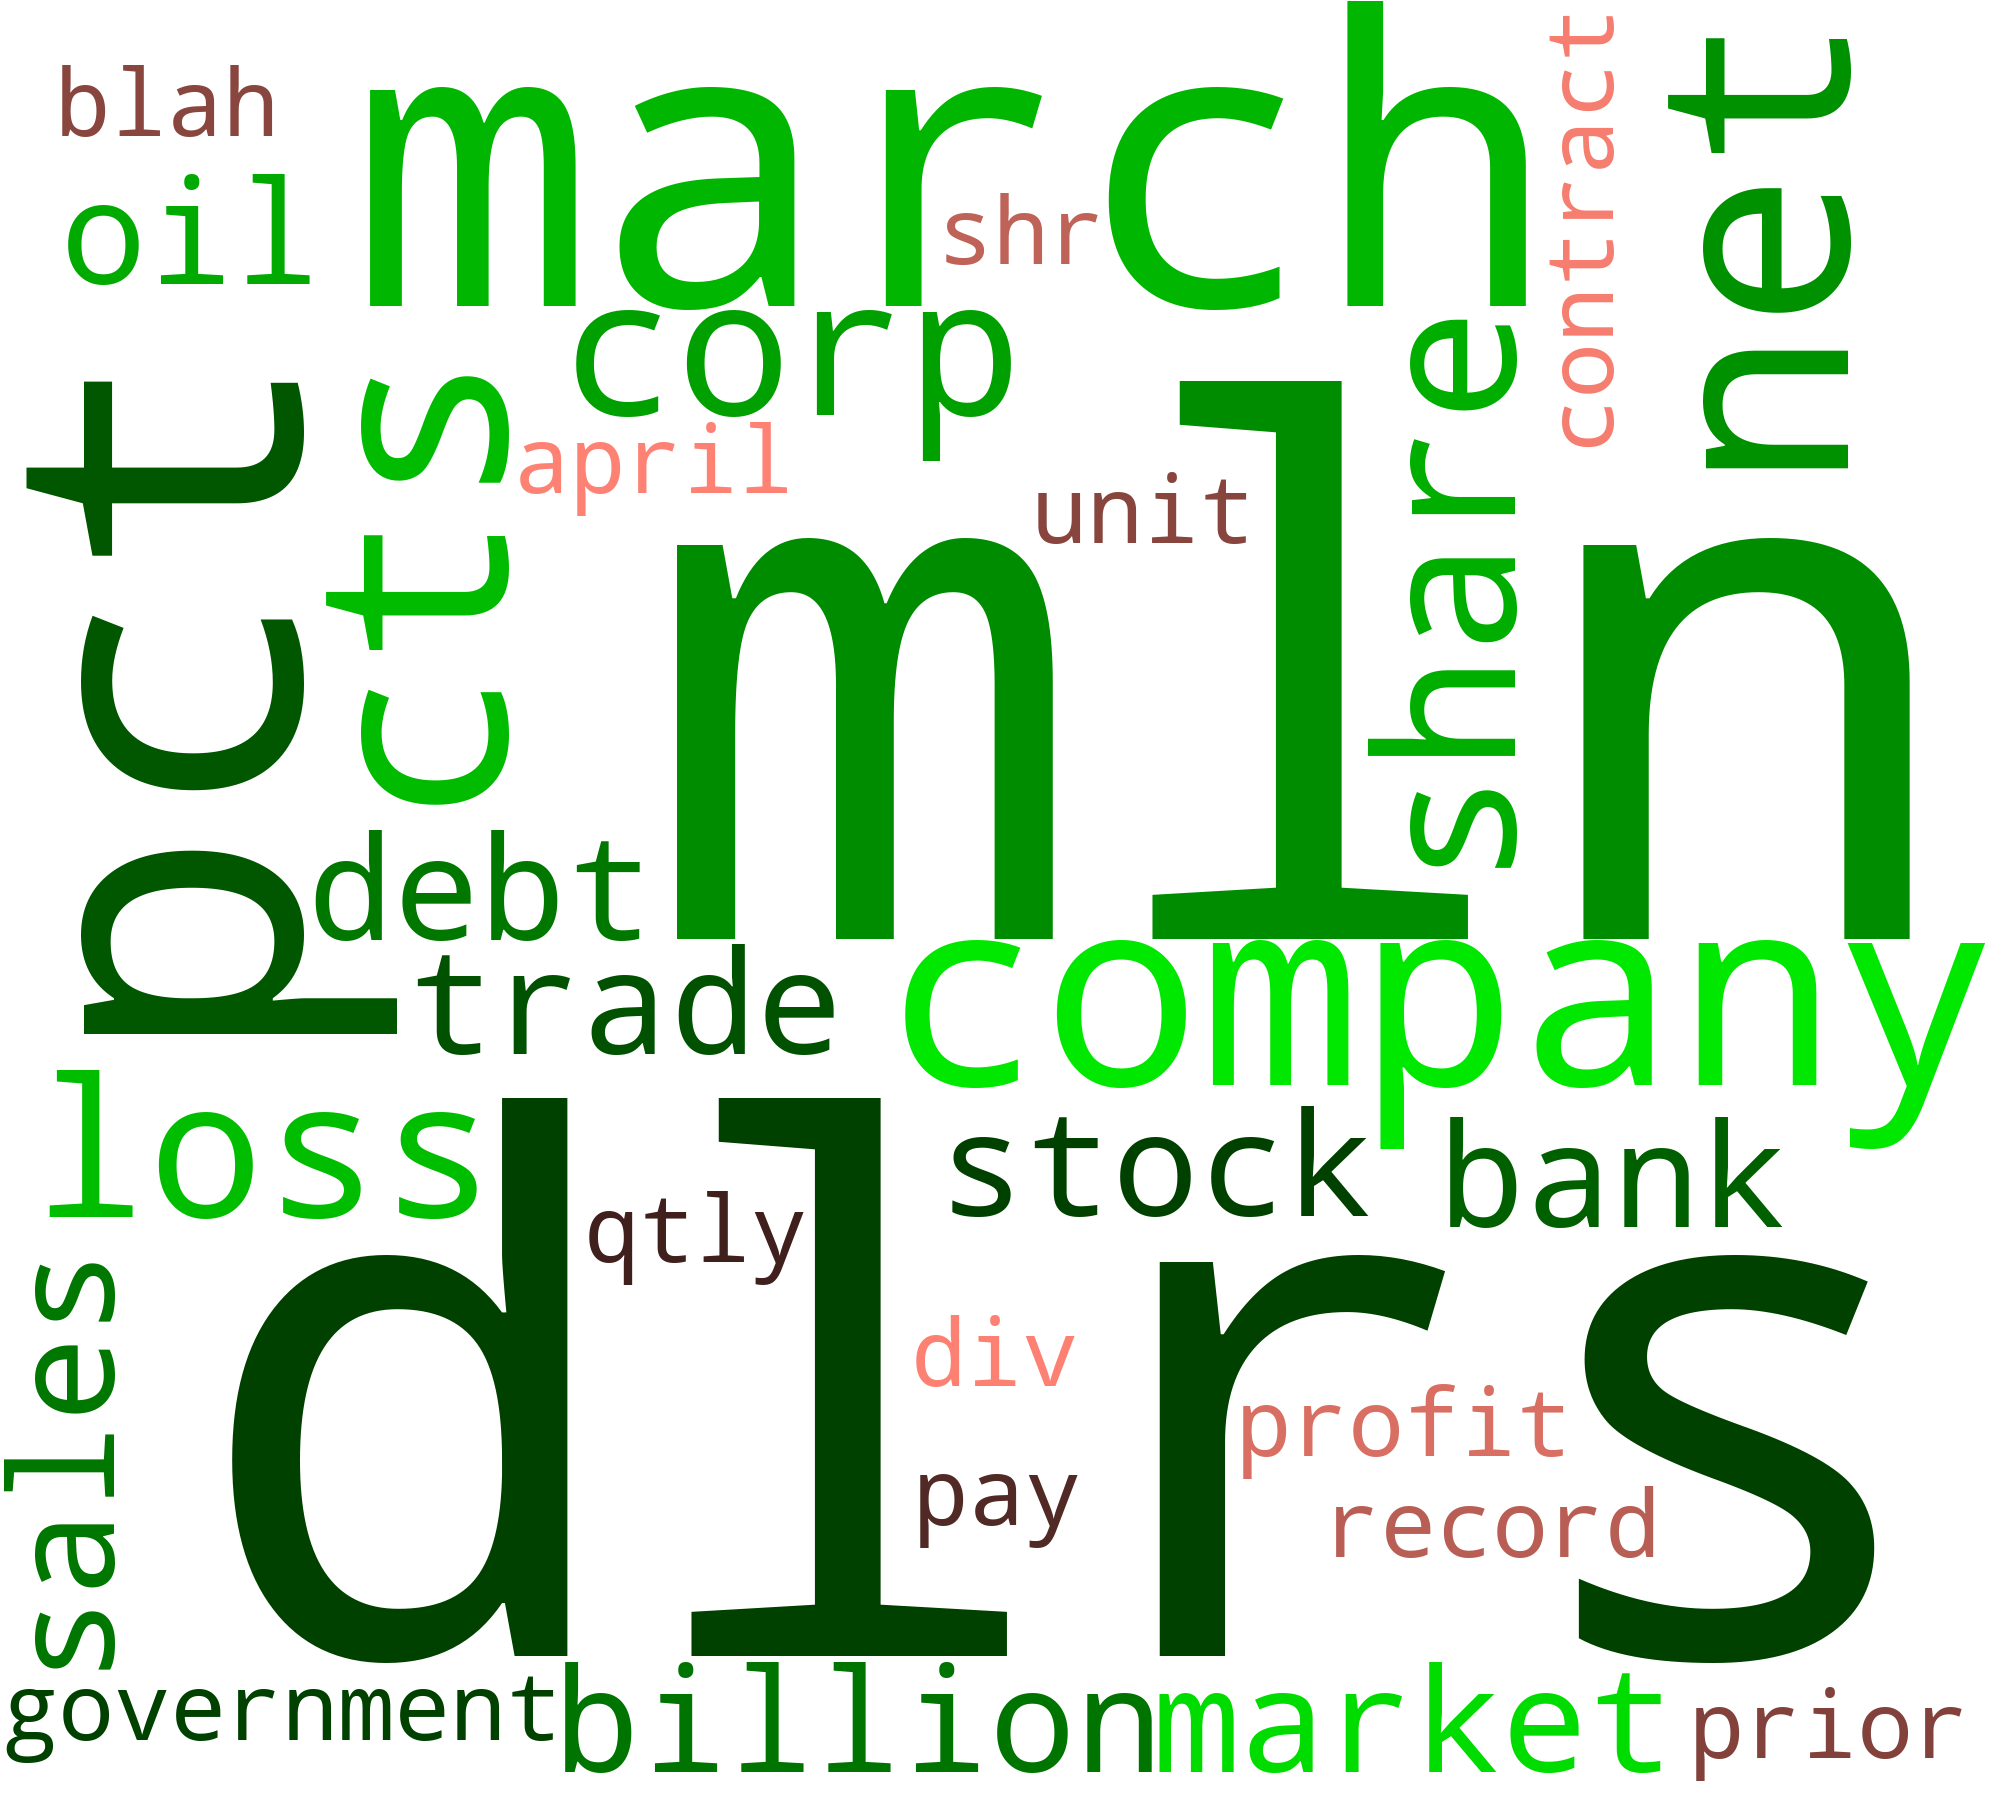 blah
march
contract
net
oil
shr
corp
share
pct
cts
april
unit
mln
debt
trade
company
loss
stock
bank
qtly
sales
dlrs
div
profit
pay
record
government
billion
market
prior